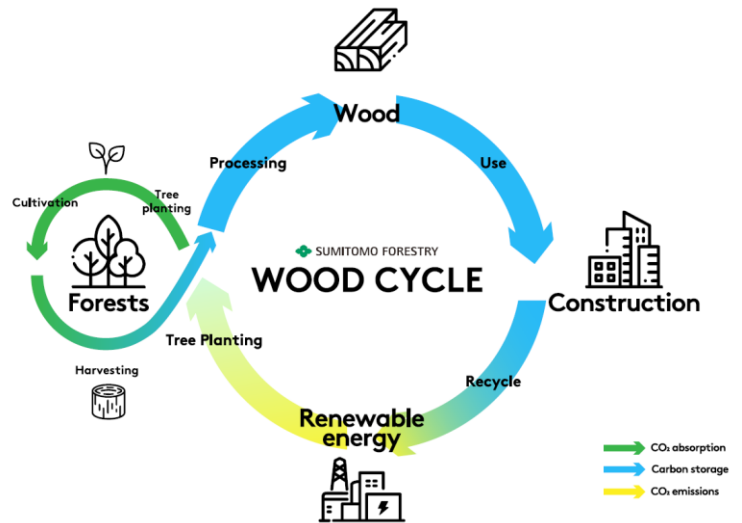 Wood
Processing
Use
Cultivation
Tree
planting
Forests
Harvesting
SUMITOMO FORESTRY
WOOD CYCLE
Construction
Tree Planting
Recycle
Renewable
energy
CO₂ absorption
Carbon storage
CO₂ emissions